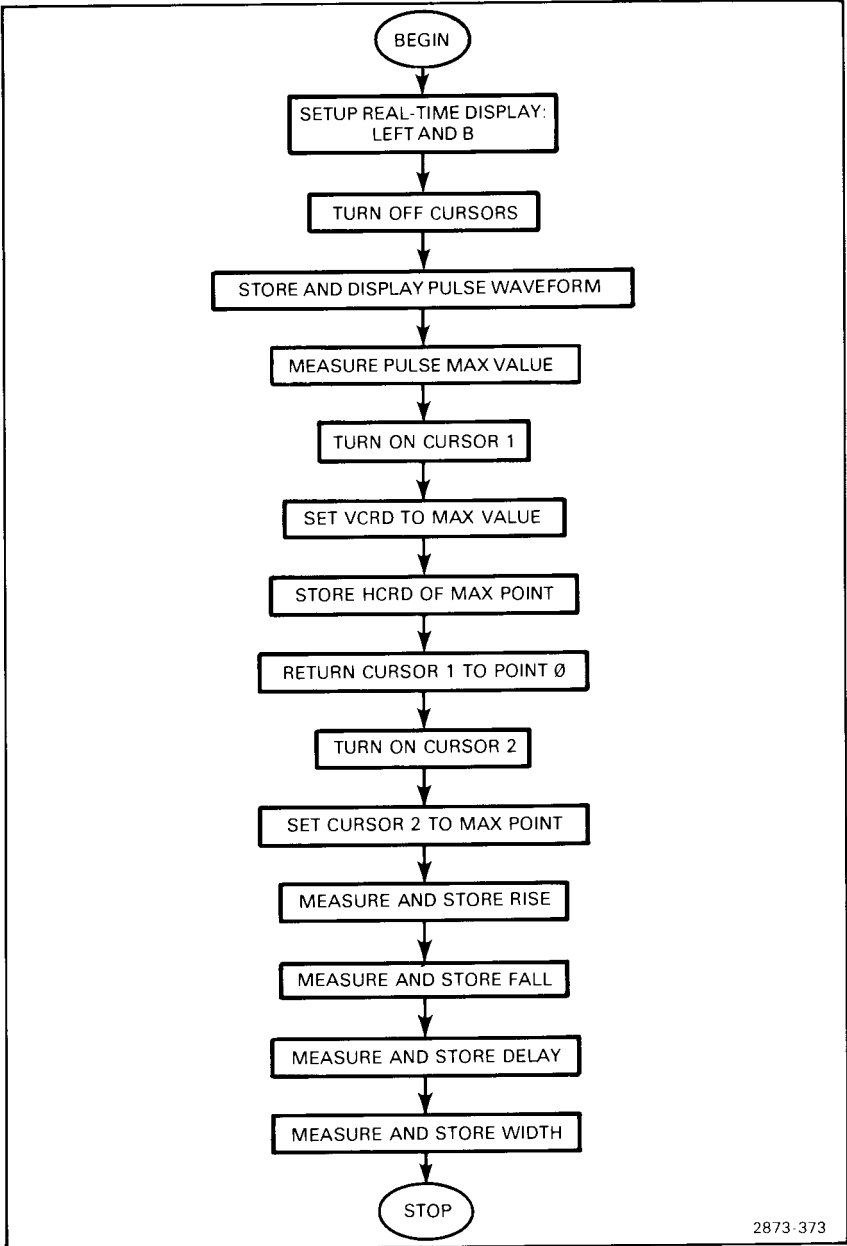 BEGIN
SETUP REAL-TIME DISPLAY:
LEFT AND B
TURN OFF CURSORS
STORE AND DISPLAY PULSE WAVEFORM
MEASURE PULSE MAX VALUE
TURN ON CURSOR 1
SET VCRD TO MAX VALUE
STORE HCRD OF MAX POINT
RETURN CURSOR 1 TO POINT Ø
TURN ON CURSOR 2
SET CURSOR 2 TO MAX POINT
MEASURE AND STORE RISE
MEASURE AND STORE FALL
MEASURE AND STORE DELAY
MEASURE AND STORE WIDTH
STOP
2873-373